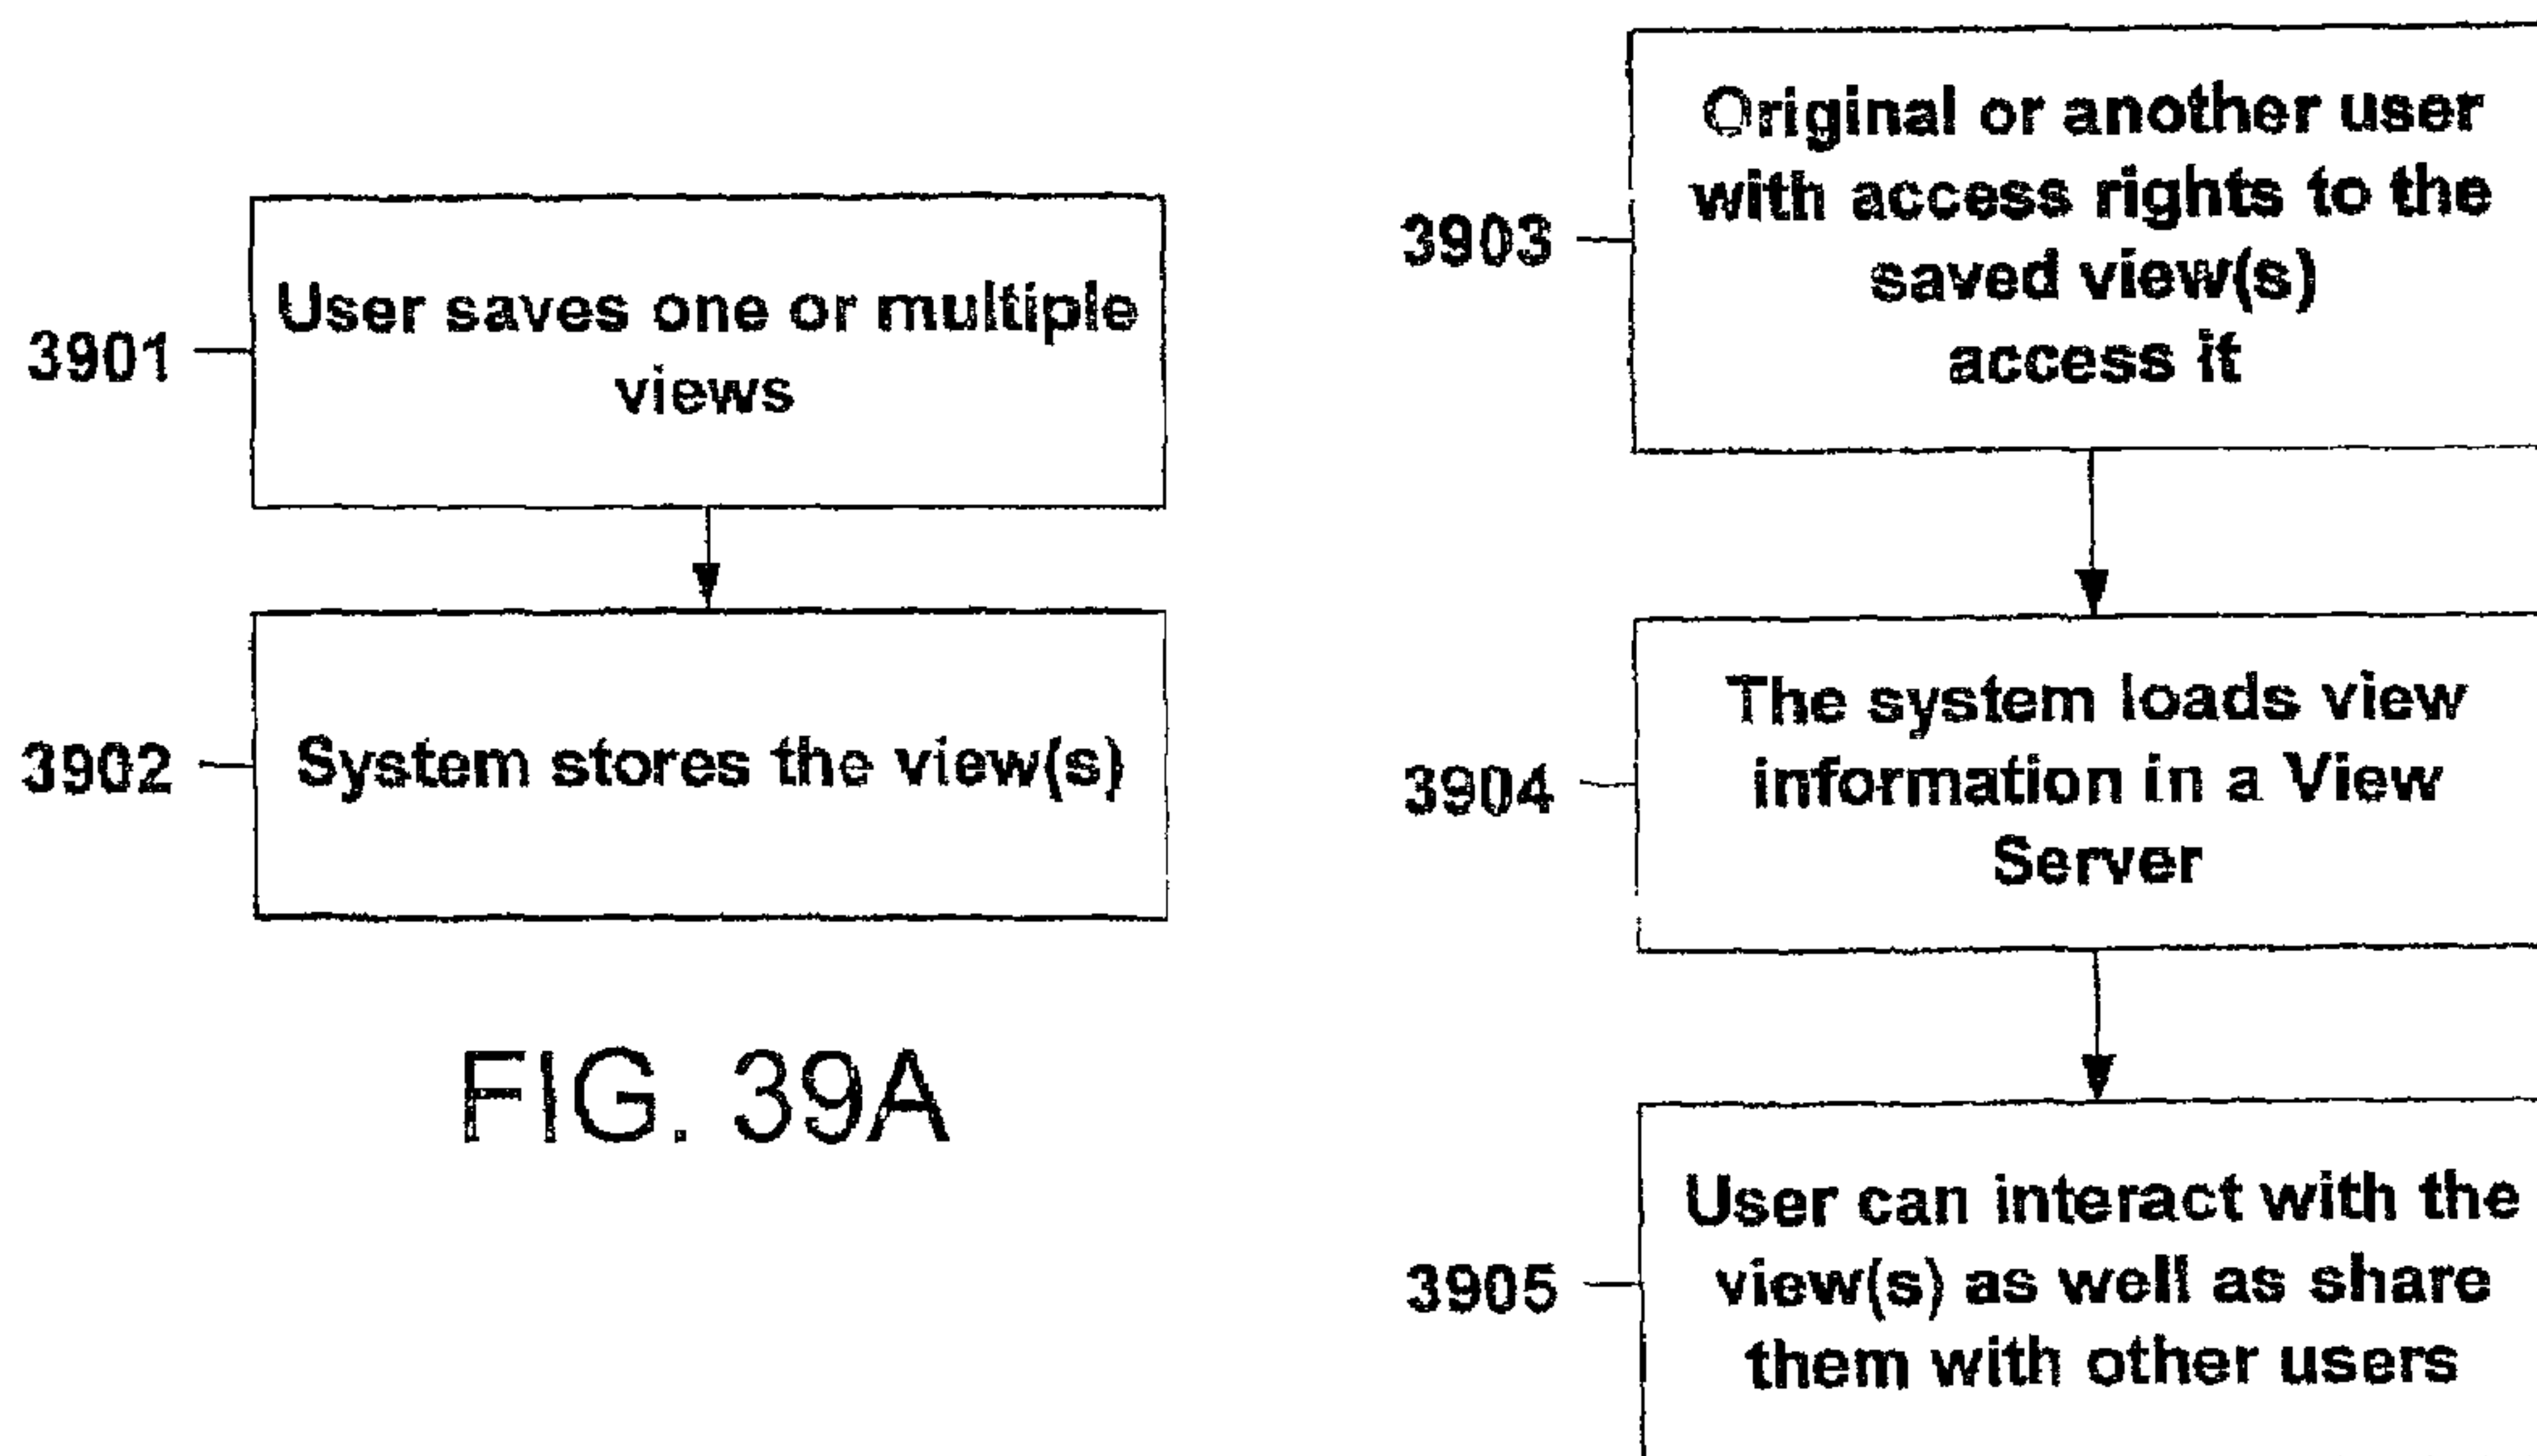 3901
User saves one or multiple
views
3902
System stores the view(s)
FIG. 39A
3903
Original or another user
with access rights to the
saved view(s)
access it
3904
The system loads view
information in a View
Server
3905
User can interact with the
view(s) as well as share
them with other users